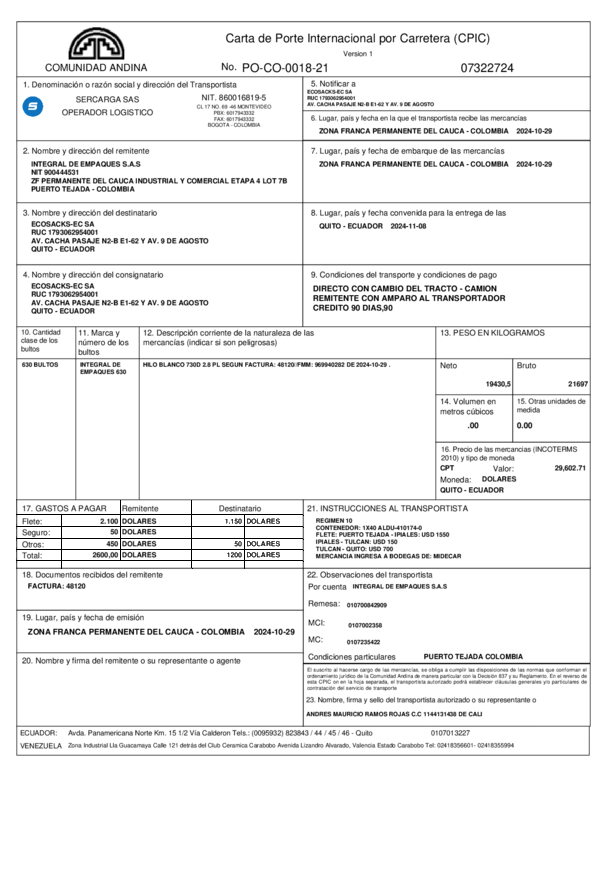 Carta de Porte Internacional por Carretera (CPIC)
Version 1
COMUNIDAD ANDINA
No. PO-CO-0018-21
07322724
1. Denominación o razón social y dirección del Transportista
S
SERCARGA SAS
OPERADOR LOGISTICO
NIT. 860016819-5
CL 17 NO. 69 -46 MONTEVIDEO
PBX: 6017943332
FAX: 6017943332
BOGOTA - COLOMBIA
5. Notificar a
ECOSACKS-EC SA
RUC 1793062954001
AV. CACHA PASAJE N2-B E1-62 Y AV. 9 DE AGOSTO
6. Lugar, país y fecha en la que el transportista recibe las mercancías
ZONA FRANCA PERMANENTE DEL CAUCA - COLOMBIA 2024-10-29
2. Nombre y dirección del remitente
INTEGRAL DE EMPAQUES S.A.S
NIT 900444531
ZF PERMANENTE DEL CAUCA INDUSTRIAL Y COMERCIAL ETAPA 4 LOT 7B
PUERTO TEJADA - COLOMBIA
7. Lugar, país y fecha de embarque de las mercancías
ZONA FRANCA PERMANENTE DEL CAUCA - COLOMBIA 2024-10-29
3. Nombre y dirección del destinatario
ECOSACKS-EC SA
RUC 1793062954001
AV. CACHA PASAJE N2-B E1-62 Y AV. 9 DE AGOSTO
QUITO - ECUADOR
8. Lugar, país y fecha convenida para la entrega de las
QUITO - ECUADOR 2024-11-08
4. Nombre y dirección del consignatario
ECOSACKS-EC SA
RUC 1793062954001
AV. CACHA PASAJE N2-B E1-62 Y AV. 9 DE AGOSTO
QUITO - ECUADOR
9. Condiciones del transporte y condiciones de pago
DIRECTO CON CAMBIO DEL TRACTO - CAMION
REMITENTE CON AMPARO AL TRANSPORTADOR
CREDITO 90 DIAS,90
10. Cantidad
clase de los
bultos
11. Marca y
número de los
bultos
12. Descripción corriente de la naturaleza de las
mercancías (indicar si son peligrosas)
13. PESO EN KILOGRAMOS
630 BULTOS
INTEGRAL DE
EMPAQUES 630
HILO BLANCO 730D 2.8 PL SEGUN FACTURA: 48120//FMM: 969940282 DE 2024-10-29 .
Neto
19430,5
Bruto
21697
14. Volumen en
metros cúbicos
.00
15. Otras unidades de
medida
0.00
16. Precio de las mercancias (INCOTERMS
2010) y tipo de moneda
CPT Valor: 29,602.71
Moneda: DOLARES
QUITO - ECUADOR
17. GASTOS A PAGAR Remitente Destinatario
Flete: 2.100 DOLARES 1.150 DOLARES
Seguro: 50 DOLARES
Otros: 450 DOLARES 50 DOLARES
Total: 2600,00 DOLARES 1200 DOLARES
21. INSTRUCCIONES AL TRANSPORTISTA
REGIMEN 10
CONTENEDOR: 1X40 ALDU-410174-0
FLETE: PUERTO TEJADA - IPIALES: USD 1550
IPIALES - TULCAN: USD 150
TULCAN - QUITO: USD 700
MERCANCIA INGRESA A BODEGAS DE: MIDECAR
18. Documentos recibidos del remitente
FACTURA: 48120
19. Lugar, país y fecha de emisión
ZONA FRANCA PERMANENTE DEL CAUCA - COLOMBIA 2024-10-29
20. Nombre y firma del remitente o su representante o agente
22. Observaciones del transportista
Por cuenta INTEGRAL DE EMPAQUES S.A.S
Remesa: 010700842909
MCI: 0107002358
MC: 0107235422
Condiciones particulares PUERTO TEJADA COLOMBIA
El suscrito al hacerse cargo de las mercancías, se obliga a cumplir las disposiciones de las normas que conforman el
ordenamiento jurídico de la Comunidad Andina de manera particular con la Decisión 837 y su Reglamento. En el reverso de
esta CPIC on en la hoja separada, el transportista autorizado podrá establecer cláusulas generales y/o particulares de
contratación del servicio de transporte
23. Nombre, firma y sello del transportista autorizado o su representante o
ANDRES MAURICIO RAMOS ROJAS C.C 1144131438 DE CALI
ECUADOR: Avda. Panamericana Norte Km. 15 1/2 Vía Calderon Tels.: (0095932) 823843 / 44 / 45 / 46 - Quito 0107013227
VENEZUELA Zona Industrial Lla Guacamaya Calle 121 detrás del Club Ceramica Carabobo Avenida Lizandro Alvarado, Valencia Estado Carabobo Tel: 02418356601- 02418355994